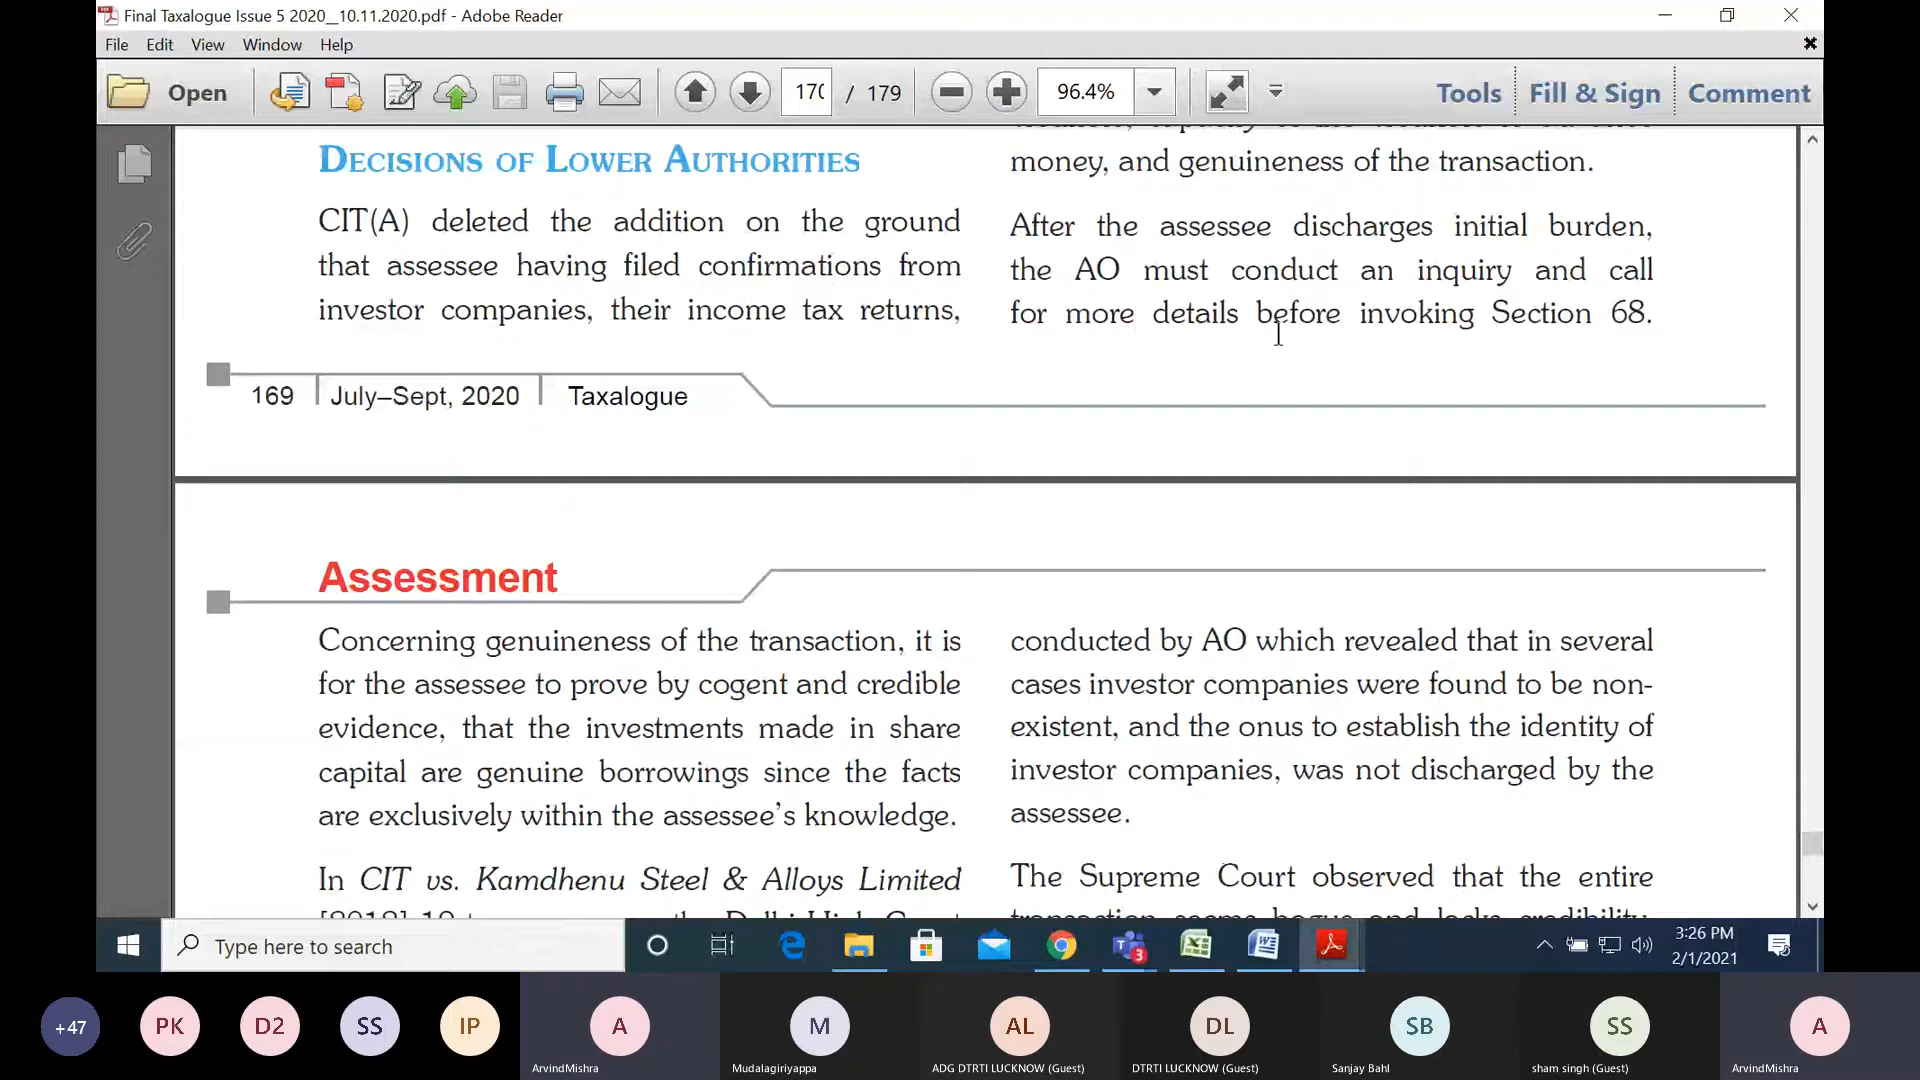 Final Taxalogue Issue 5 2020__10.11.2020.pdf - Adobe Reader
File Edit View Window Help
Open 170 / 179 96.4% Tools Fill & Sign Comment
DECISIONS OF LOWER AUTHORITIES
CIT(A) deleted the addition on the ground
that assessee having filed confirmations from
investor companies, their income tax returns,
money, and genuineness of the transaction.
After the assessee discharges initial burden,
the AO must conduct an inquiry and call
for more details before invoking Section 68.
169 July–Sept, 2020 Taxalogue
Assessment
Concerning genuineness of the transaction, it is
for the assessee to prove by cogent and credible
evidence, that the investments made in share
capital are genuine borrowings since the facts
are exclusively within the assessee's knowledge.
In CIT vs. Kamdhenu Steel & Alloys Limited
conducted by AO which revealed that in several
cases investor companies were found to be non-
existent, and the onus to establish the identity of
investor companies, was not discharged by the
assessee.
The Supreme Court observed that the entire
Type here to search
3
3:26 PM
2/1/2021
+47 PK D2 SS IP A M AL DL SB SS A
ArvindMishra Mudalagiriyappa ADG DTRTI LUCKNOW (Guest) DTRTI LUCKNOW (Guest) Sanjay Bahl sham singh (Guest) ArvindMishra